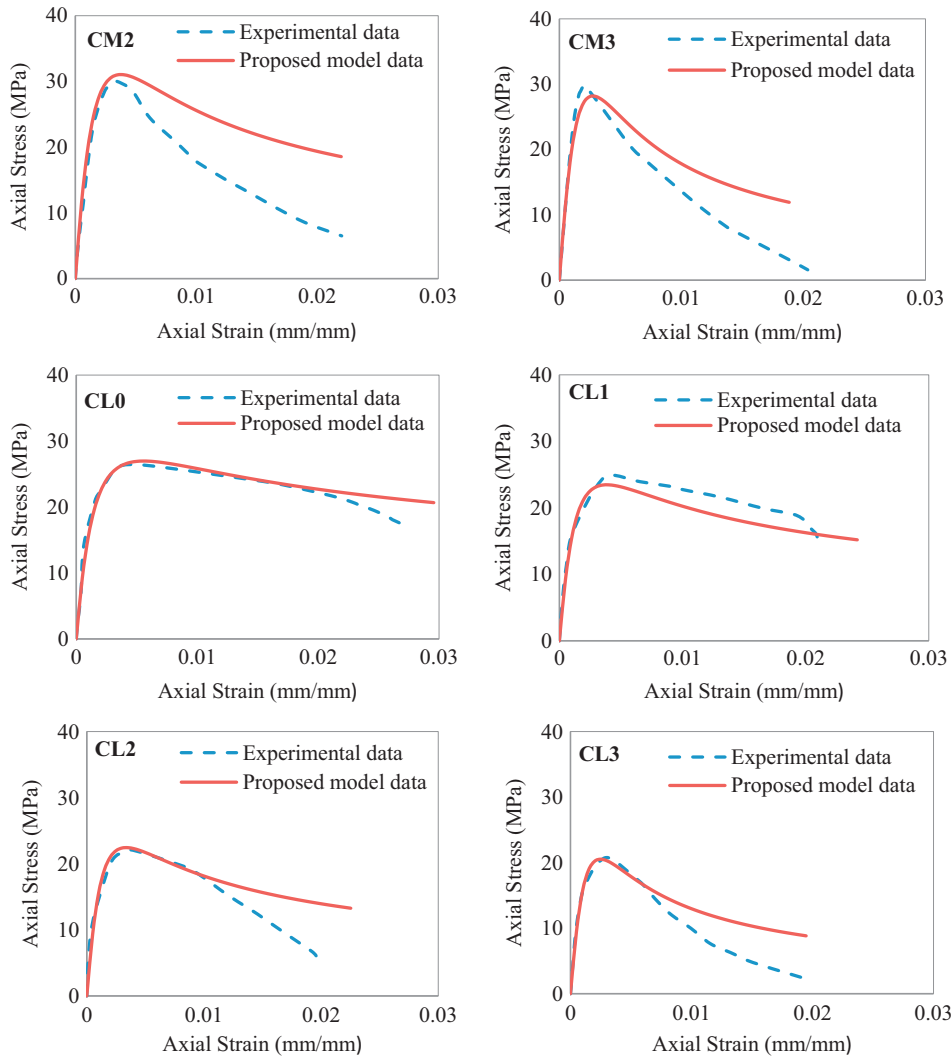 40
CM2
Experimental data
Proposed model data
30
20
10
0
0
0.01
0.02
0.03
Axial Stress (MPa)
Axial Strain (mm/mm)
40
CM3
Experimental data
Proposed model data
30
20
10
0
0
0.01
0.02
0.03
Axial Stress (MPa)
Axial Strain (mm/mm)
40
CL0
Experimental data
Proposed model data
30
20
10
0
0
0.01
0.02
0.03
Axial Stress (MPa)
Axial Strain (mm/mm)
40
CL1
Experimental data
Proposed model data
30
20
10
0
0
0.01
0.02
0.03
Axial Stress (MPa)
Axial Strain (mm/mm)
40
CL2
Experimental data
Proposed model data
30
20
10
0
0
0.01
0.02
0.03
Axial Stress (MPa)
Axial Strain (mm/mm)
40
CL3
Experimental data
Proposed model data
30
20
10
0
0
0.01
0.02
0.03
Axial Stress (MPa)
Axial Strain (mm/mm)